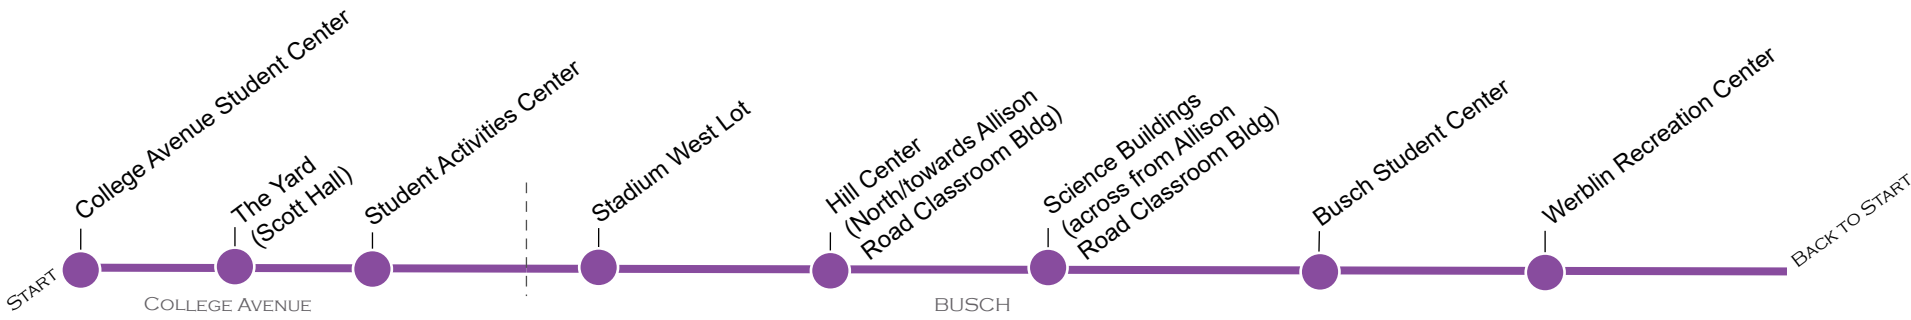 START
College Avenue Student Center
The Yard
(Scott Hall)
Student Activities Center
Stadium West Lot
Hill Center
(North/towards Allison
Road Classroom Bldg)
Science Buildings
(across from Allison
Road Classroom Bldg)
Busch Student Center
Werblin Recreation Center
BACK TO START
COLLEGE AVENUE
BUSCH